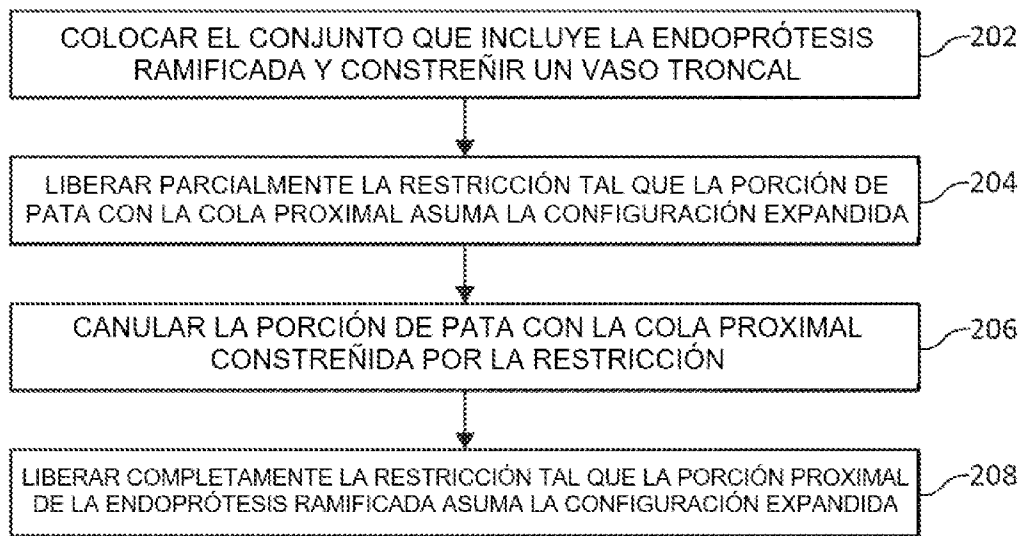 COLOCAR EL CONJUNTO QUE INCLUYE LA ENDOPRÓTESIS
RAMIFICADA Y CONSTREÑIR UN VASO TRONCAL
202
LIBERAR PARCIALMENTE LA RESTRICCIÓN TAL QUE LA PORCIÓN DE
PATA CON LA COLA PROXIMAL ASUMA LA CONFIGURACIÓN EXPANDIDA
204
CANULAR LA PORCIÓN DE PATA CON LA COLA PROXIMAL
CONSTREÑIDA POR LA RESTRICCIÓN
206
LIBERAR COMPLETAMENTE LA RESTRICCIÓN TAL QUE LA PORCIÓN PROXIMAL
DE LA ENDOPRÓTESIS RAMIFICADA ASUMA LA CONFIGURACIÓN EXPANDIDA
208